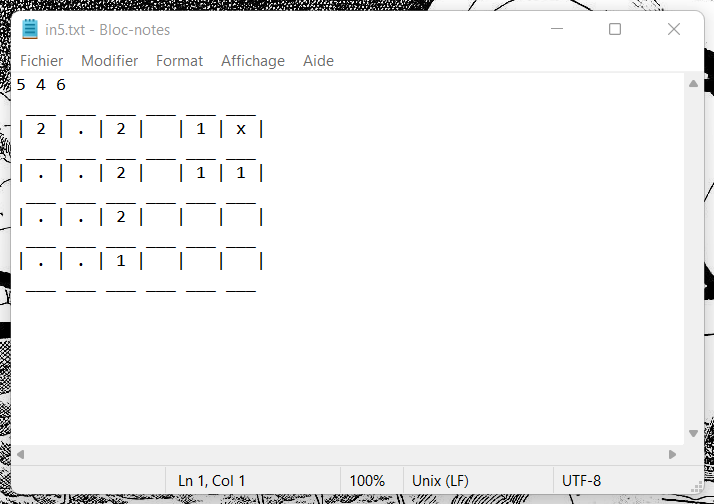 in5.txt - Bloc-notes
Fichier Modifier Format Affichage Aide
5 4 6
 ___ ___ ___ ___ ___ ___
| 2 | . | 2 |   | 1 | x |
 ___ ___ ___ ___ ___ ___
| . | . | 2 |   | 1 | 1 |
 ___ ___ ___ ___ ___ ___
| . | . | 2 |   |   |   |
 ___ ___ ___ ___ ___ ___
| . | . | 1 |   |   |   |
 ___ ___ ___ ___ ___ ___
Ln 1, Col 1 100% Unix (LF) UTF-8